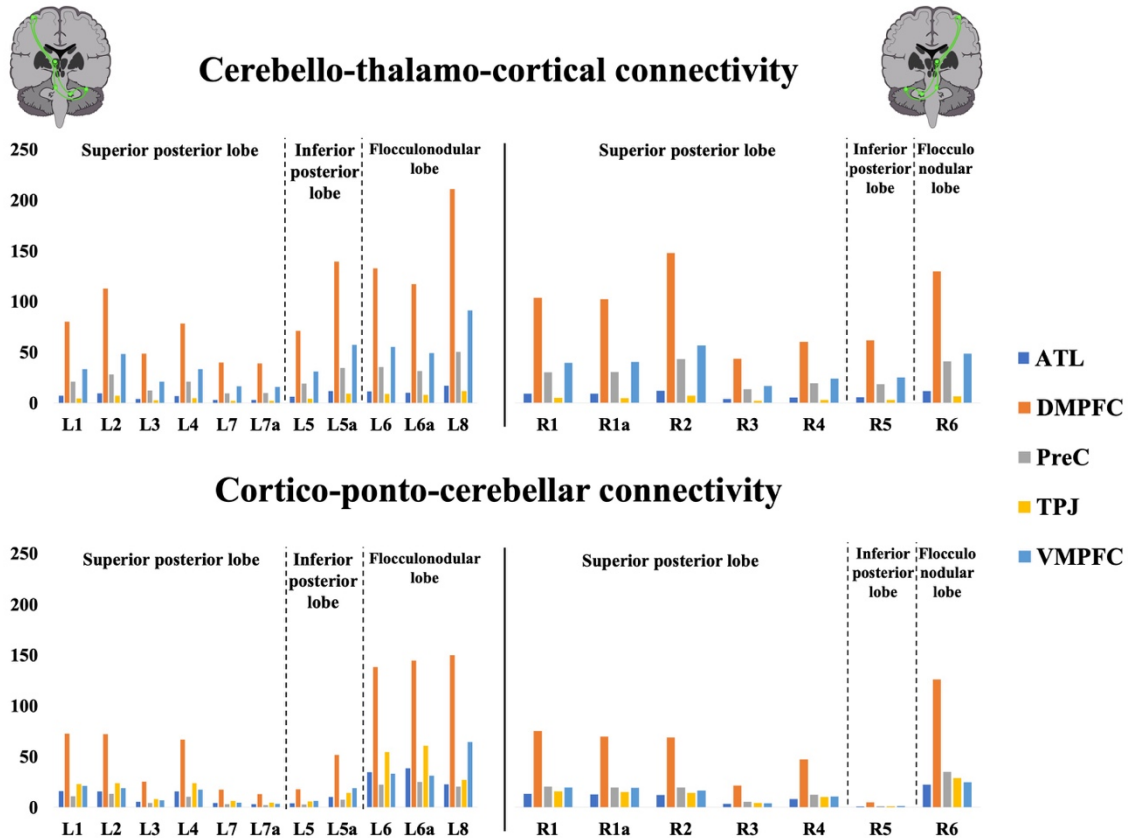 Cerebello-thalamo-cortical connectivity
250
200
150
100
50
0
Superior posterior lobe
Inferior
posterior
lobe
Flocculonodular
lobe
Superior posterior lobe
Inferior
posterior
lobe
Flocculo
nodular
lobe
L1 L2 L3 L4 L7 L7a L5 L5a L6 L6a L8 R1 R1a R2 R3 R4 R5 R6
Cortico-ponto-cerebellar connectivity
250
200
150
100
50
0
Superior posterior lobe
Inferior
posterior
lobe
Flocculonodular
lobe
Superior posterior lobe
Inferior
posterior
lobe
Flocculo
nodular
lobe
L1 L2 L3 L4 L7 L7a L5 L5a L6 L6a L8 R1 R1a R2 R3 R4 R5 R6
ATL
DMPFC
PreC
TPJ
VMPFC